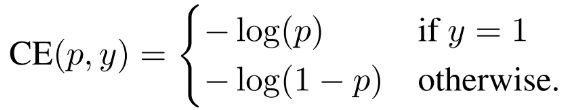 CE(p, y) = { − log(p) if y = 1
− log(1 − p) otherwise.